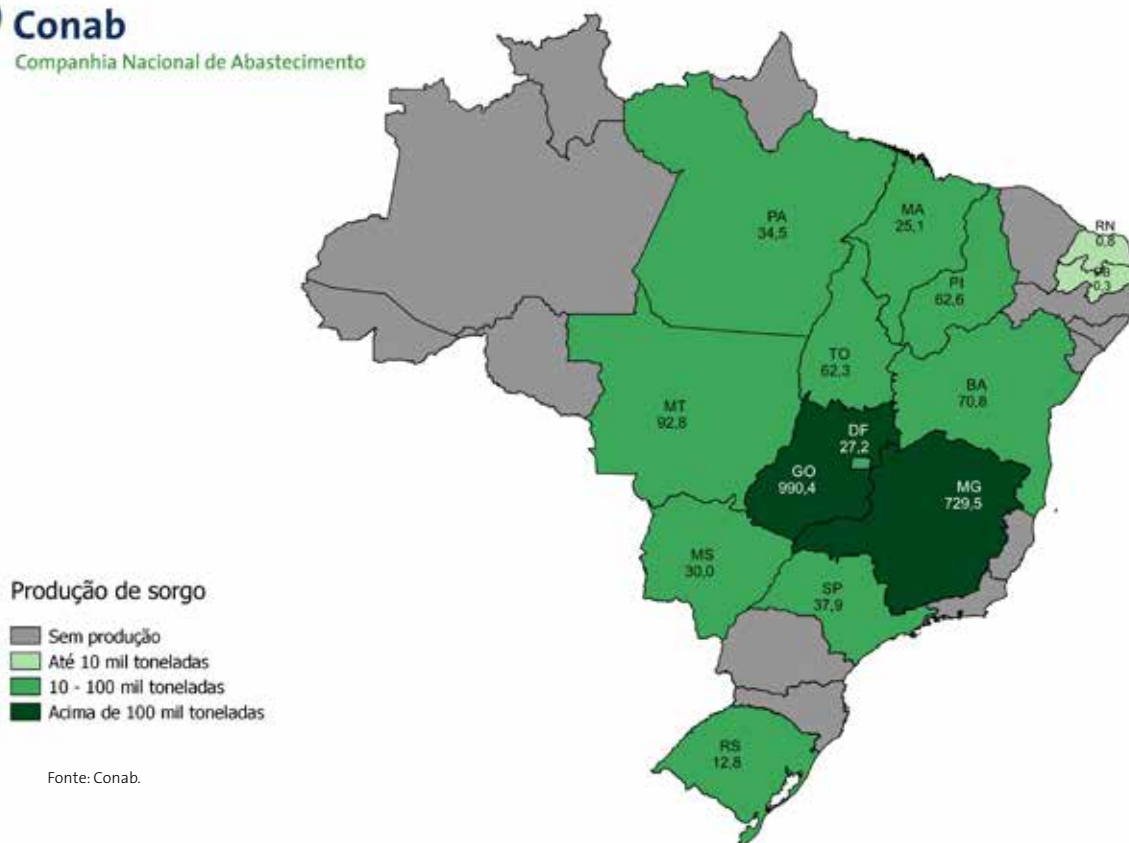 Conab
Companhia Nacional de Abastecimento
PA
34,5
MA
25,1
RN
0,8
PB
0,3
PI
62,6
TO
62,3
BA
70,8
MT
92,8
DF
27,2
GO
990,4
MG
729,5
MS
30,0
SP
37,9
RS
12,8
Produção de sorgo
Sem produção
Até 10 mil toneladas
10 - 100 mil toneladas
Acima de 100 mil toneladas
Fonte: Conab.